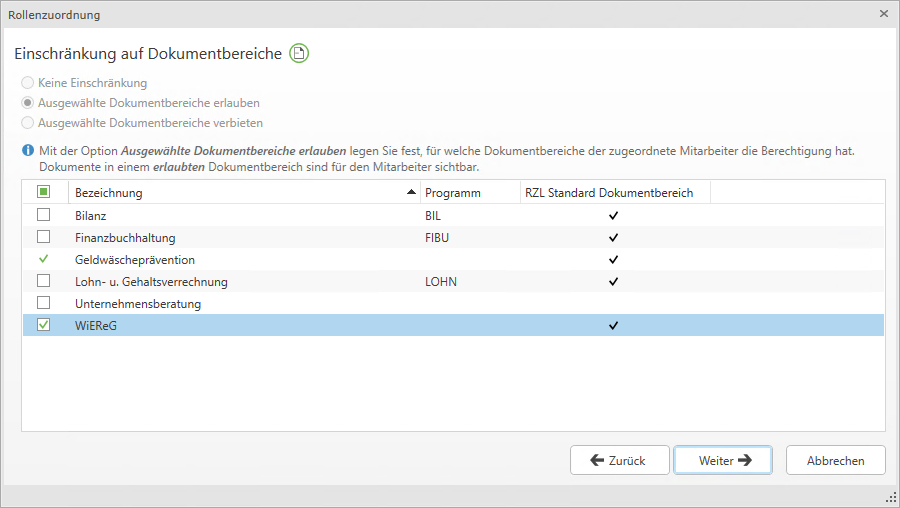 Rollenzuordnung
Einschränkung auf Dokumentbereiche
Keine Einschränkung
Ausgewählte Dokumentbereiche erlauben
Ausgewählte Dokumentbereiche verbieten
Mit der Option Ausgewählte Dokumentbereiche erlauben legen Sie fest, für welche Dokumentbereiche der zugeordnete Mitarbeiter die Berechtigung hat.
Dokumente in einem erlaubten Dokumentbereich sind für den Mitarbeiter sichtbar.
Bezeichnung Programm RZL Standard Dokumentbereich
Bilanz BIL
Finanzbuchhaltung FIBU
Geldwäscheprävention
Lohn- u. Gehaltsverrechnung LOHN
Unternehmensberatung
WiEReG
Zurück Weiter Abbrechen